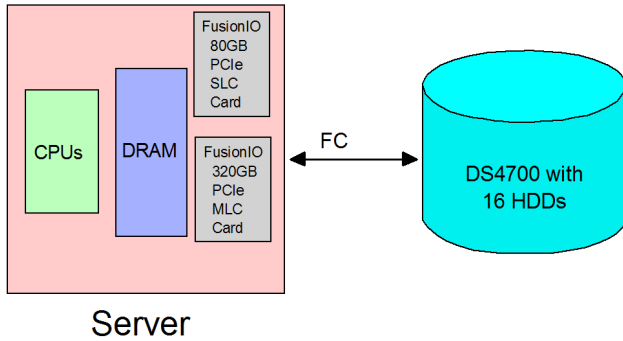 FusionIO
80GB
PCIe
SLC
Card
CPUs
DRAM
FusionIO
320GB
PCIe
MLC
Card
FC
DS4700 with
16 HDDs
Server